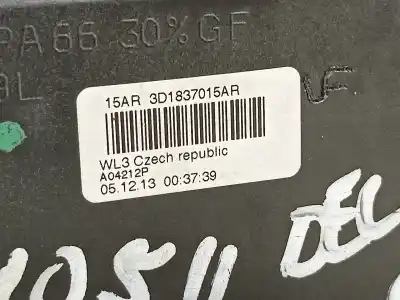 PA66 30% GF
15AR 3D1837015AR
WL3 Czech republic
A04212P
05.12.13 00:37:39